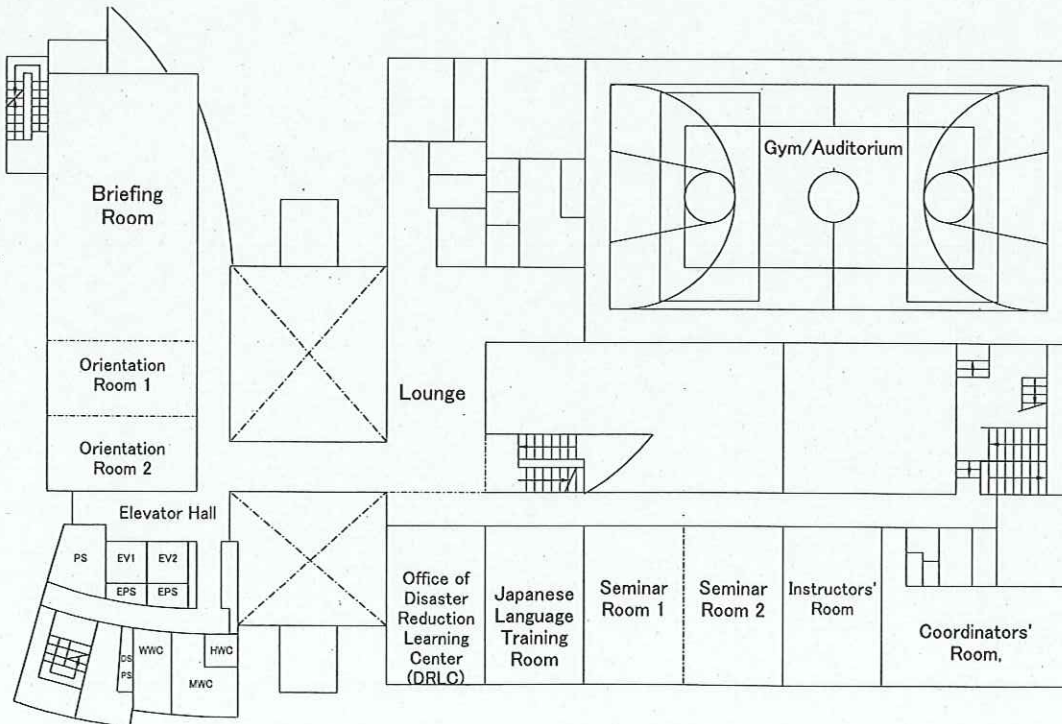 Briefing
Room
Gym/Auditorium
Orientation
Room 1
Lounge
Orientation
Room 2
Elevator Hall
PS
EV1
EV2
EPS
EPS
DS
PS
WWC
HWC
MWC
Office of
Disaster
Reduction
Learning
Center
(DRLC)
Japanese
Language
Training
Room
Seminar
Room 1
Seminar
Room 2
Instructors'
Room
Coordinators'
Room,